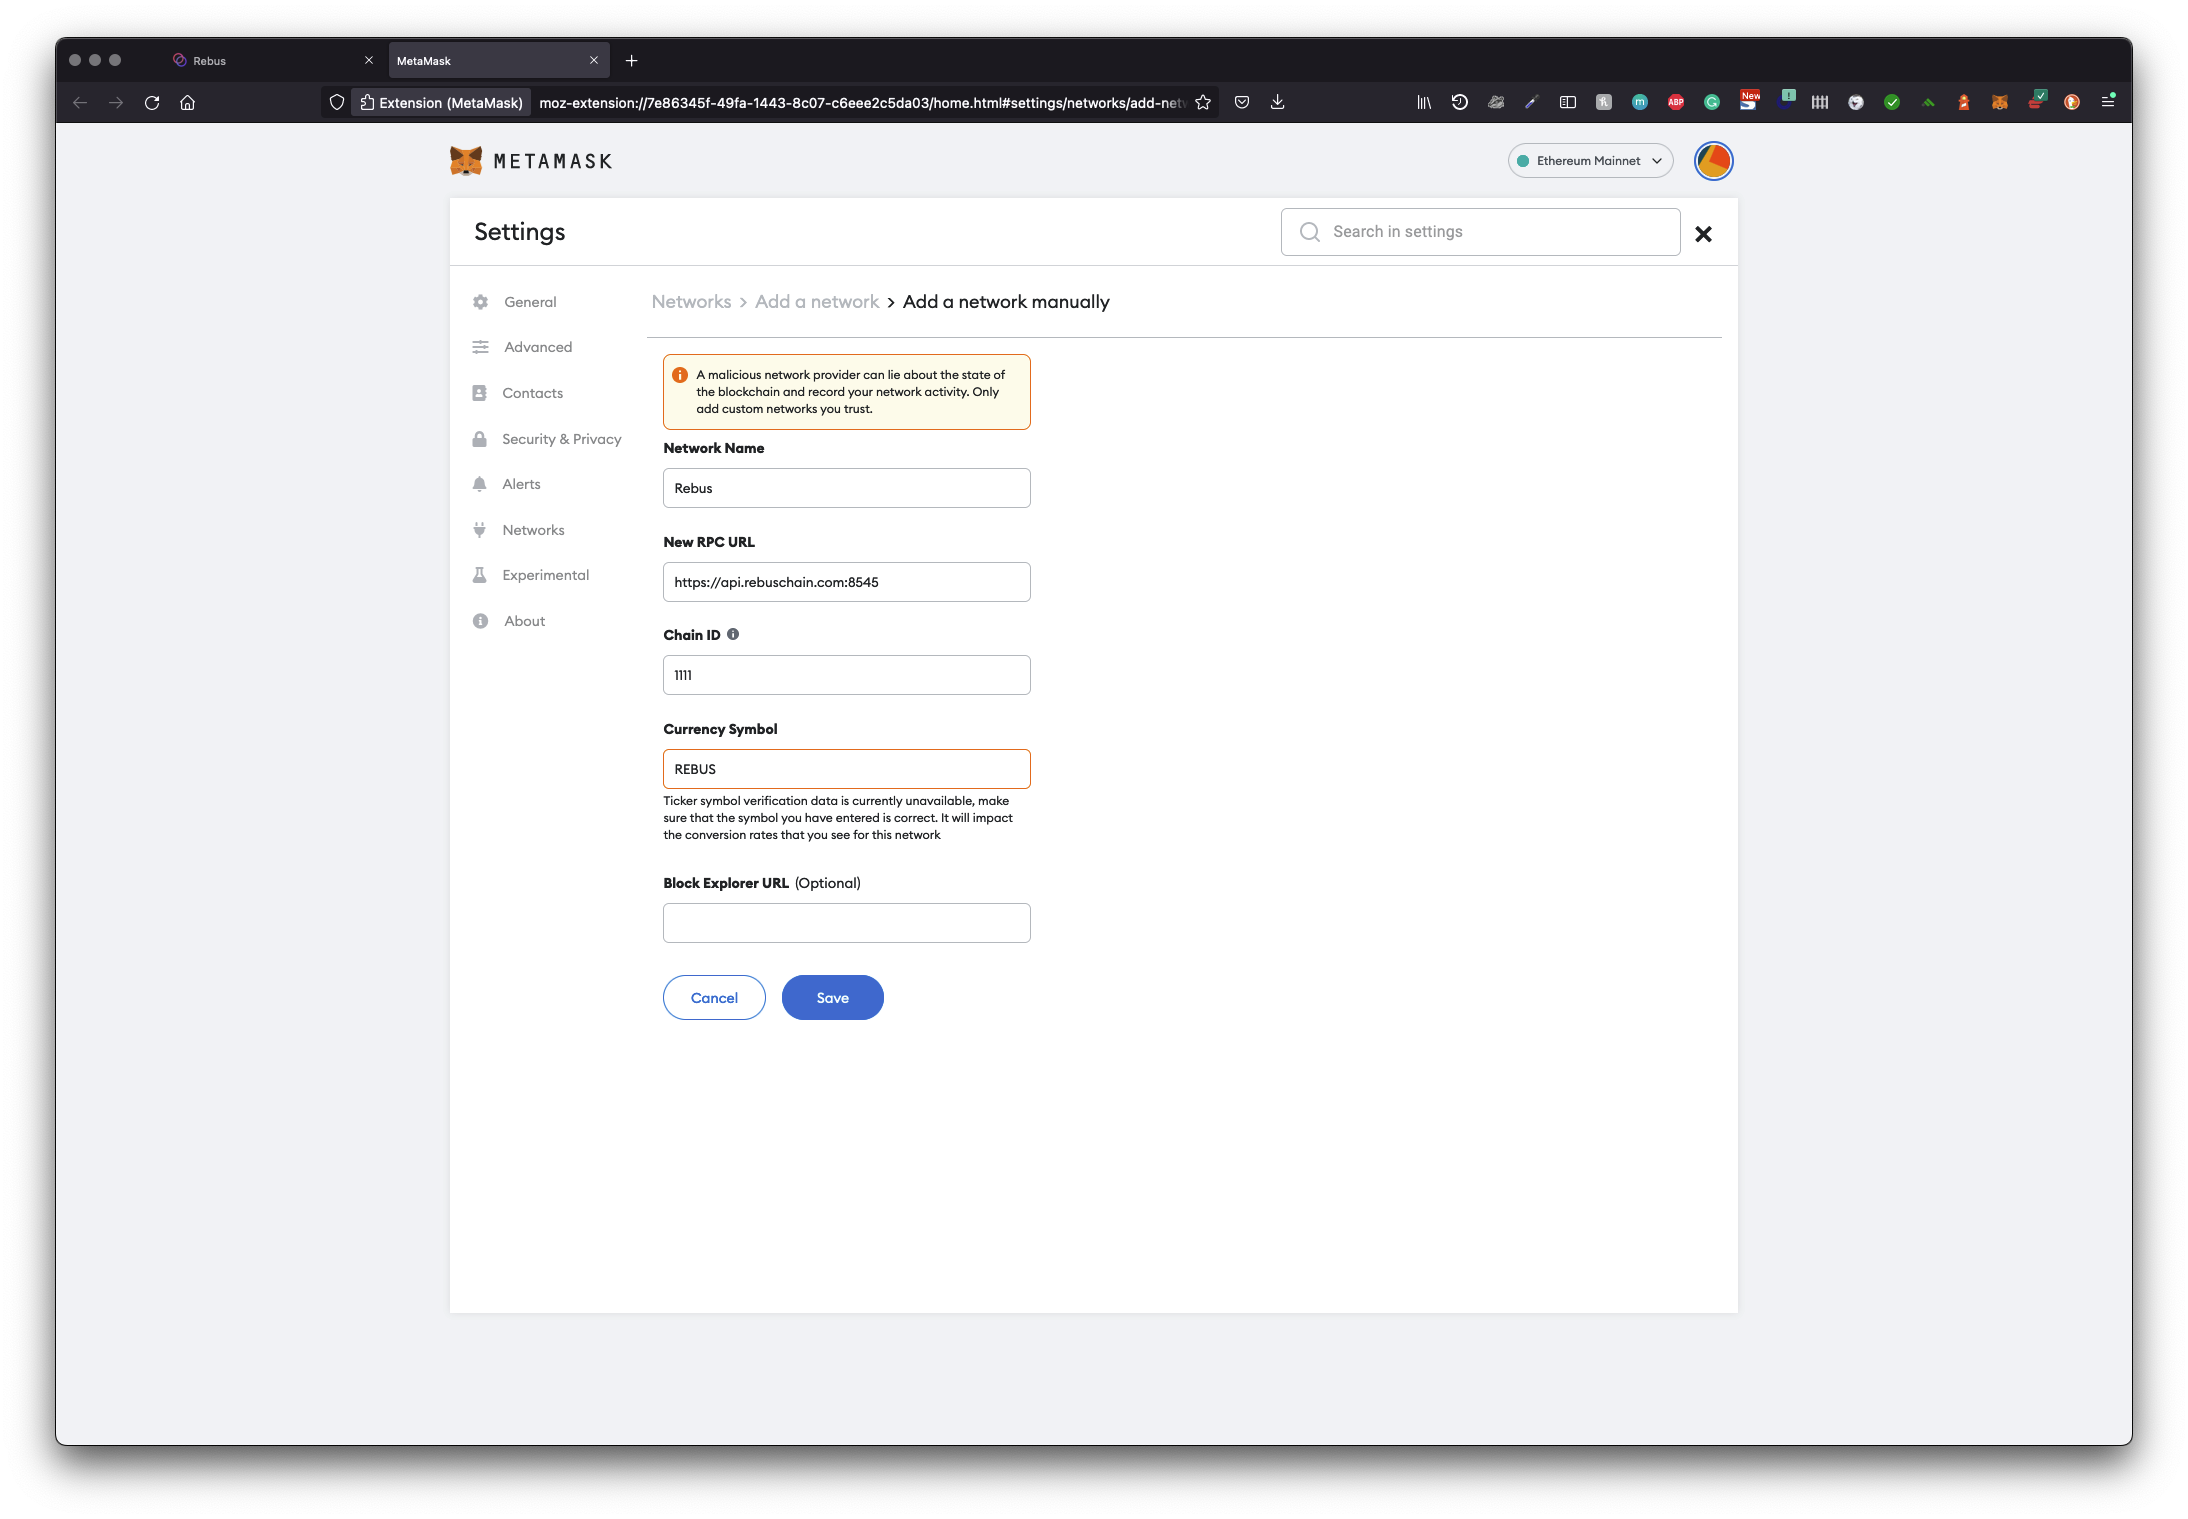 Rebus
MetaMask
Extension (MetaMask)
moz-extension://7e86345f-49fa-1443-8c07-c6eee2c5da03/home.html#settings/networks/add-netw
ABP
New
METAMASK
Ethereum Mainnet
Settings
Search in settings
General
Advanced
Contacts
Security & Privacy
Alerts
Networks
Experimental
About
Networks > Add a network > Add a network manually
A malicious network provider can lie about the state of
the blockchain and record your network activity. Only
add custom networks you trust.
Network Name
Rebus
New RPC URL
https://api.rebuschain.com:8545
Chain ID
1111
Currency Symbol
REBUS
Ticker symbol verification data is currently unavailable, make
sure that the symbol you have entered is correct. It will impact
the conversion rates that you see for this network
Block Explorer URL (Optional)
Cancel
Save